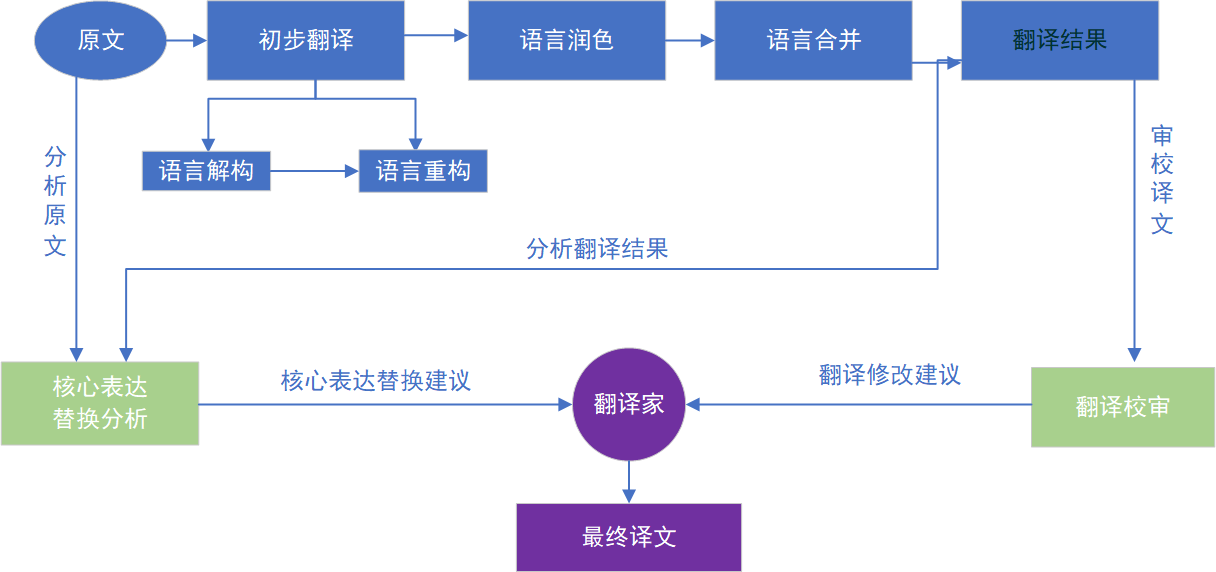 原文
初步翻译
语言润色
语言合并
翻译结果
语言解构
语言重构
分析原文
审校译文
分析翻译结果
核心表达
替换分析
核心表达替换建议
翻译家
翻译修改建议
翻译校审
最终译文